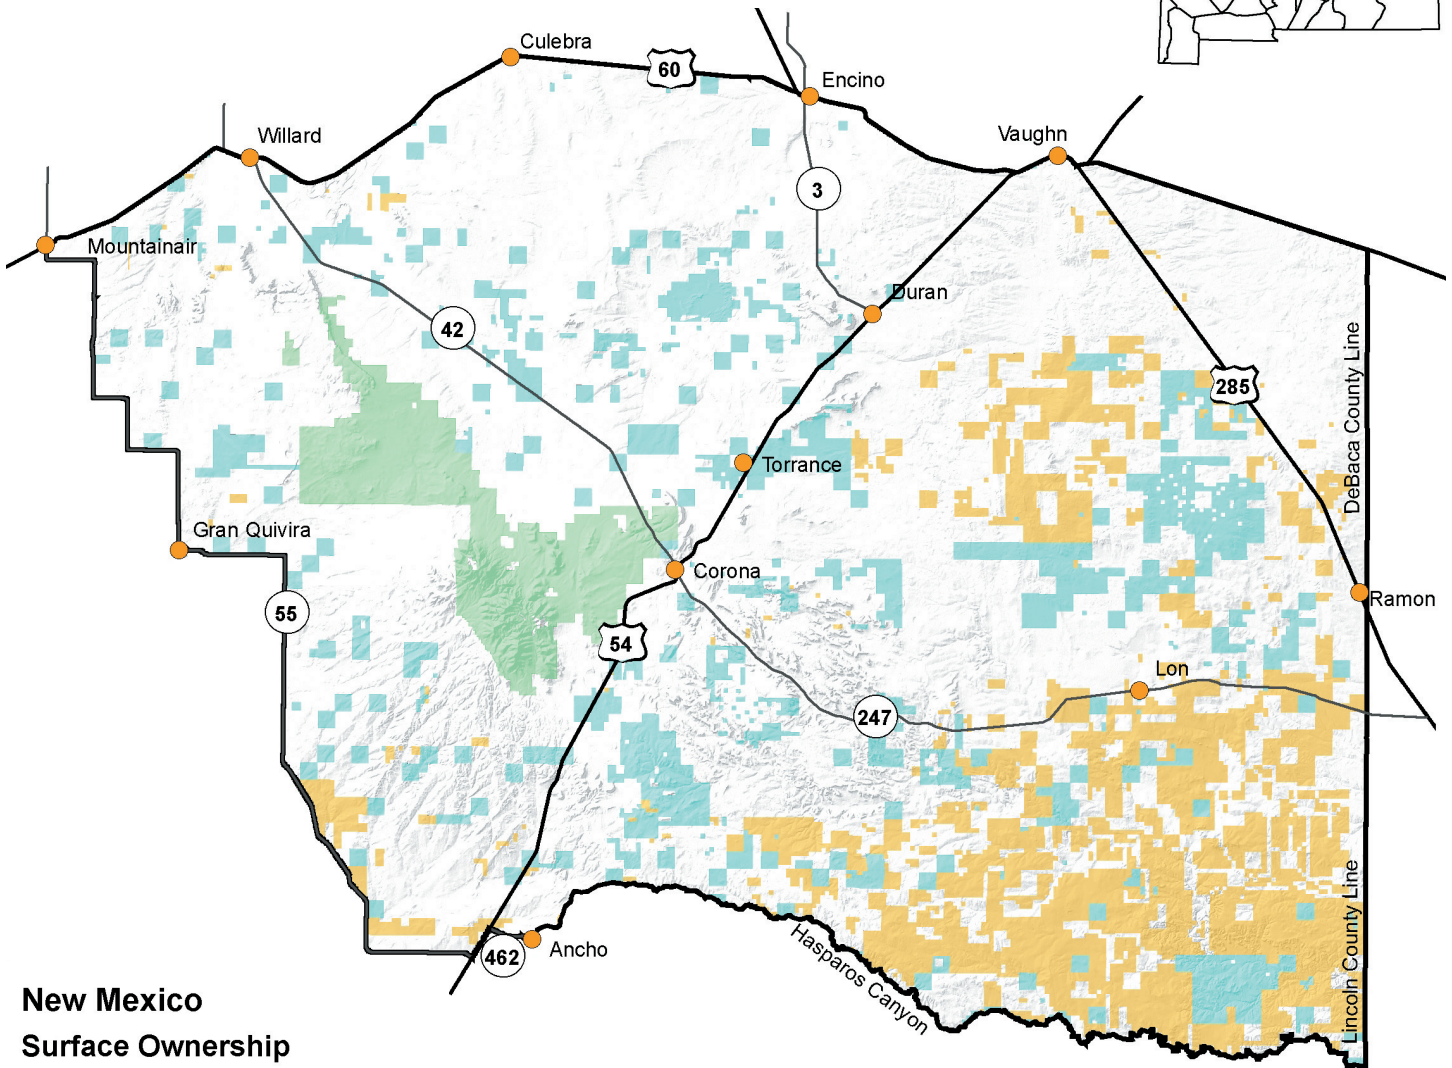 Culebra
60
Encino
Willard
Vaughn
3
Mountainair
Duran
42
285
DeBaca County Line
Torrance
Gran Quivira
Corona
Ramon
55
54
Lon
247
Ancho
462
Hasparos Canyon
Lincoln County Line
New Mexico
Surface Ownership